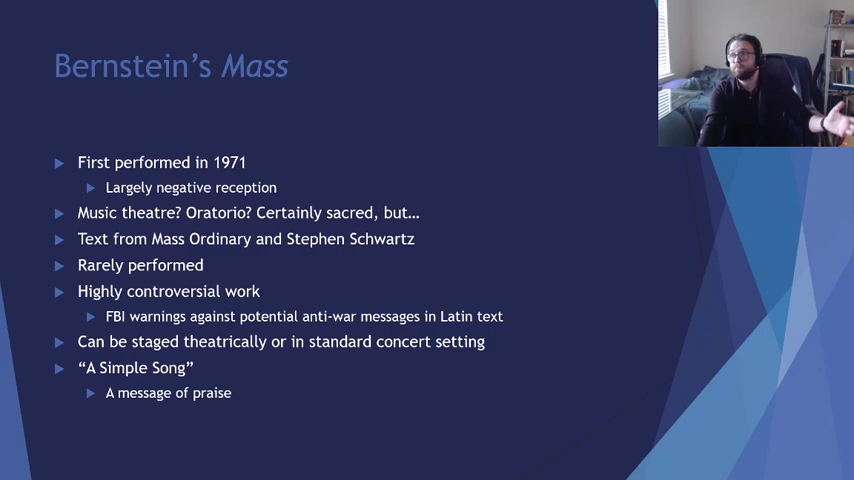 Bernstein's Mass
First performed in 1971
Largely negative reception
Music theatre? Oratorio? Certainly sacred, but…
Text from Mass Ordinary and Stephen Schwartz
Rarely performed
Highly controversial work
FBI warnings against potential anti-war messages in Latin text
Can be staged theatrically or in standard concert setting
“A Simple Song”
A message of praise